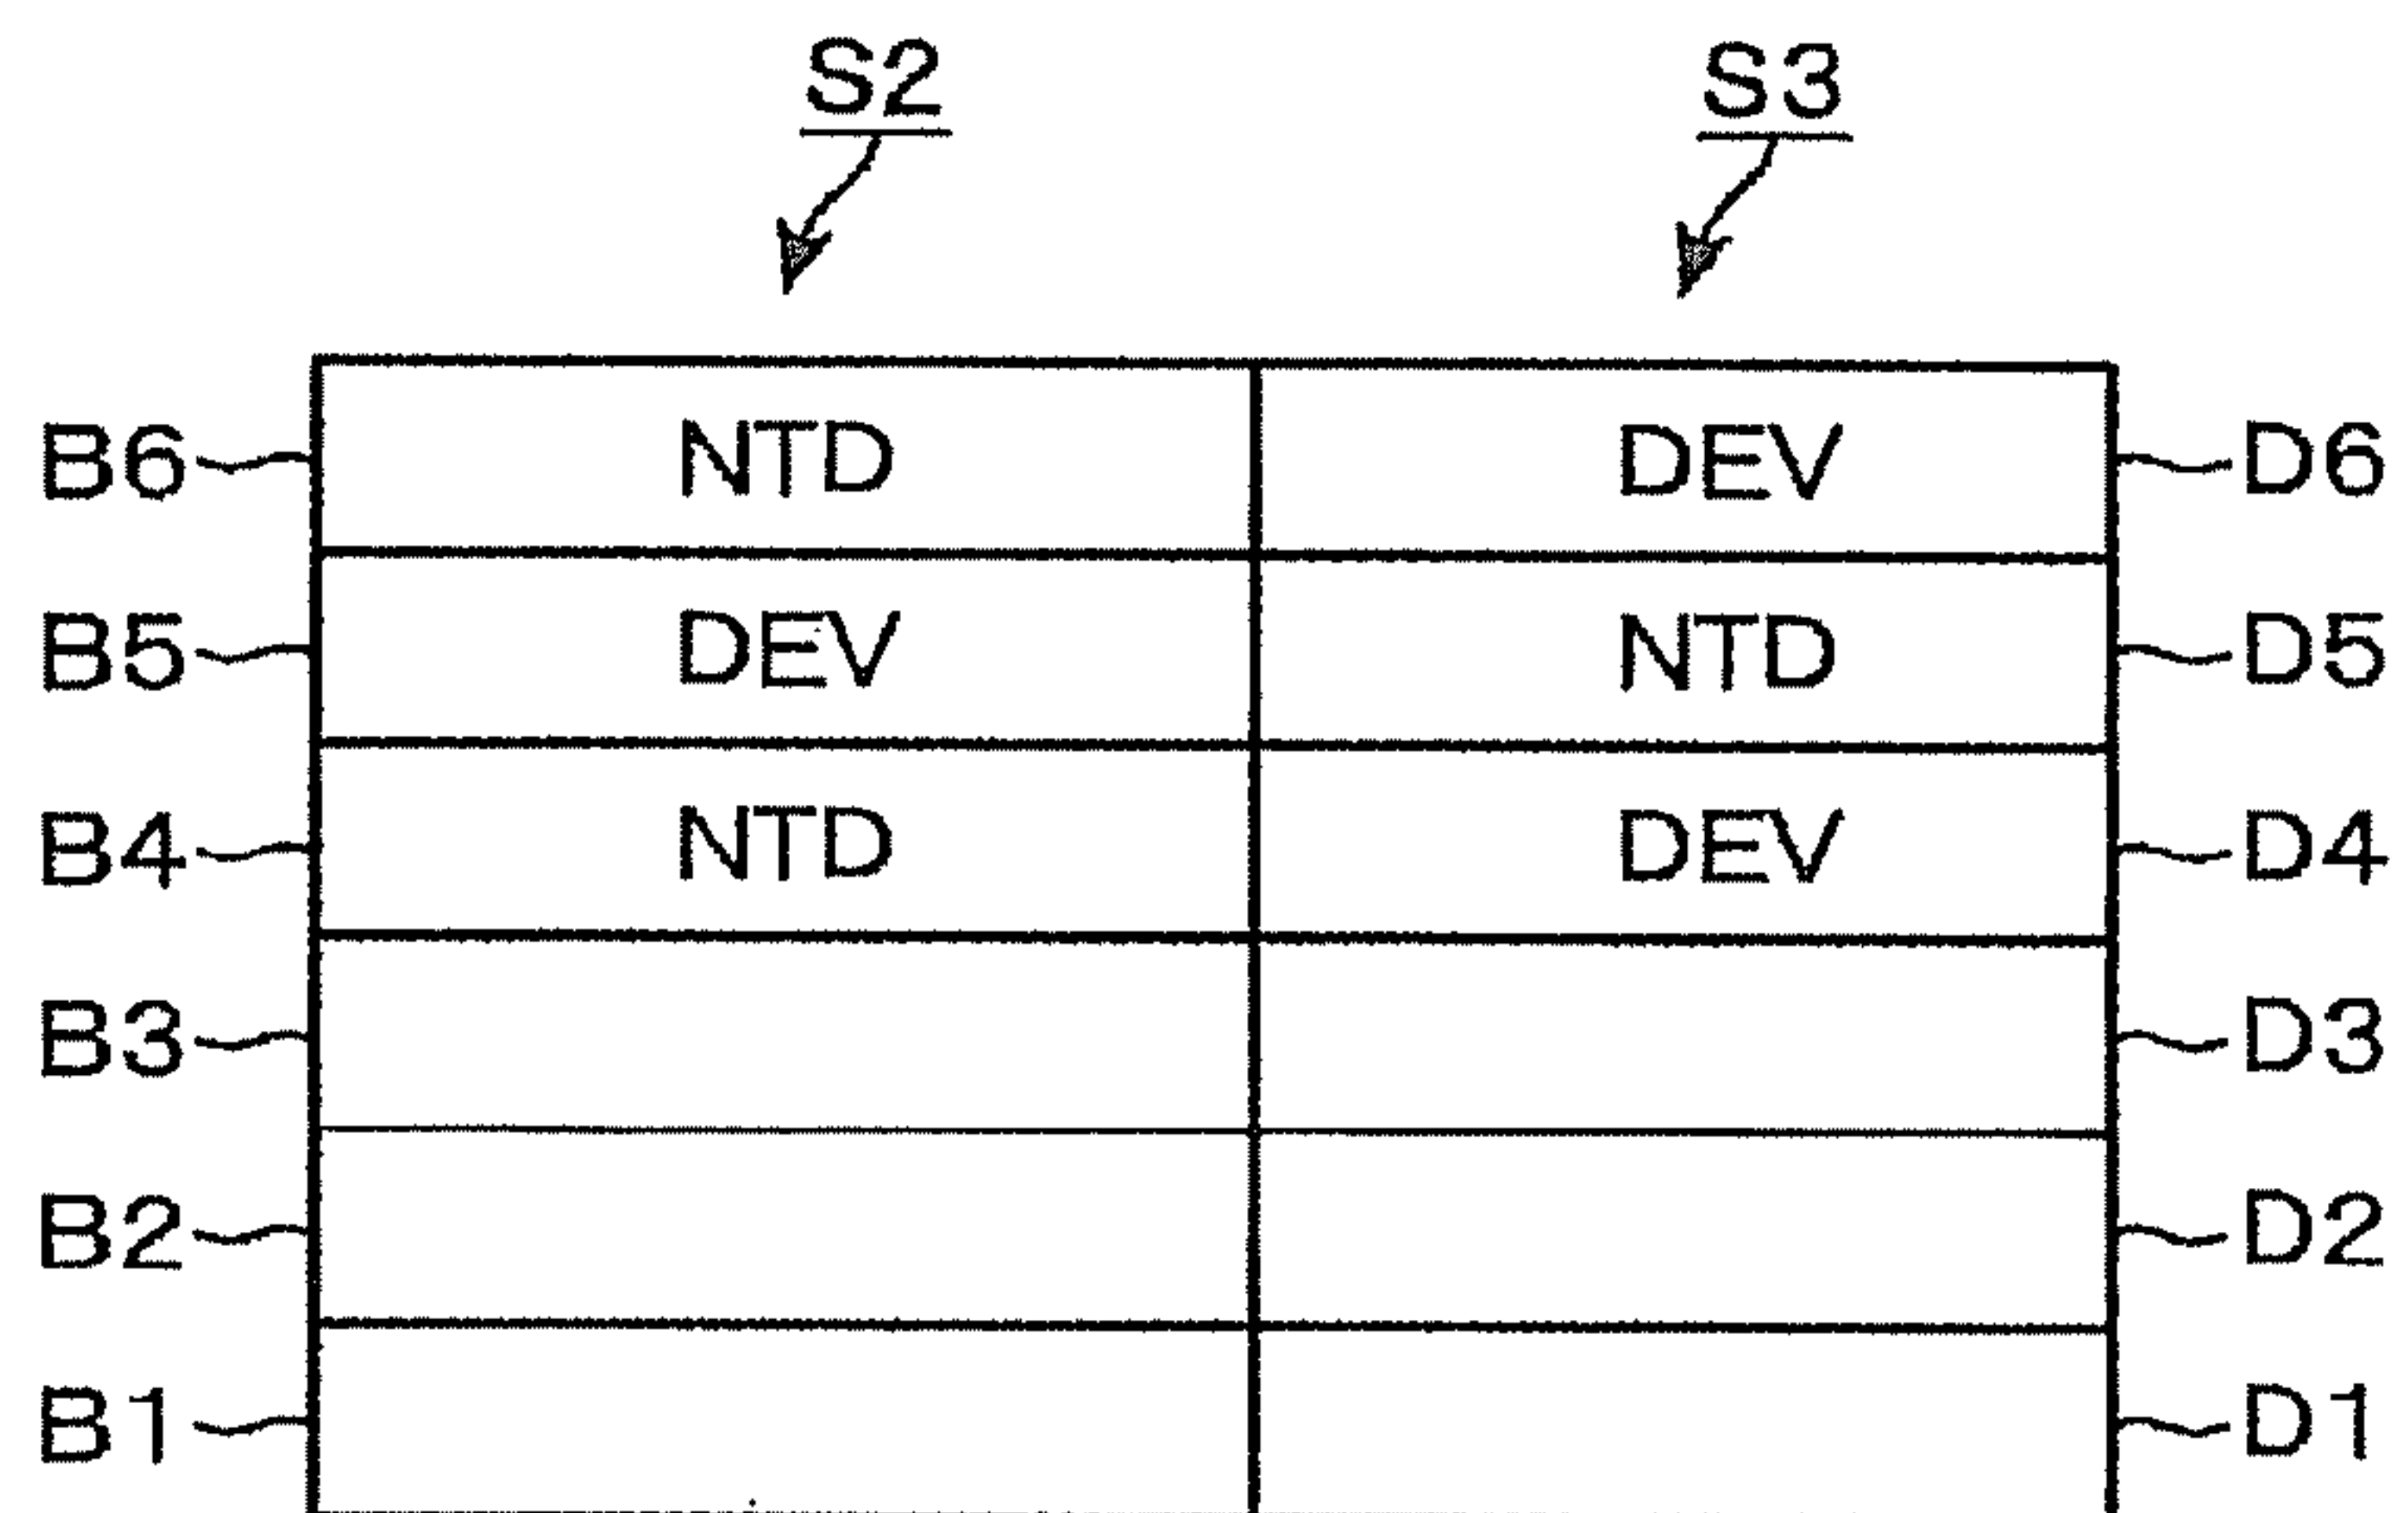 S2 S3
B6 NTD DEV D6
B5 DEV NTD D5
B4 NTD DEV D4
B3 D3
B2 D2
B1 D1